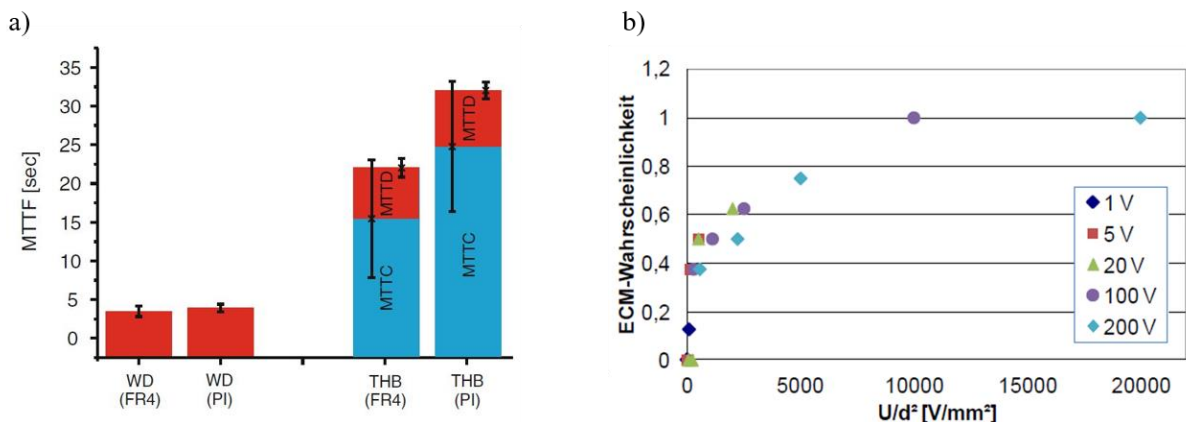 a)
MTTF [sec]
35
30
25
20
15
10
5
0
MTTD
MTTC
MTTD
MTTC
WD
(FR4)
WD
(PI)
THB
(FR4)
THB
(PI)
b)
ECM-Wahrscheinlichkeit
1,2
1
0,8
0,6
0,4
0,2
0
0
5000
10000
15000
20000
U/d² [V/mm²]
1 V
5 V
20 V
100 V
200 V